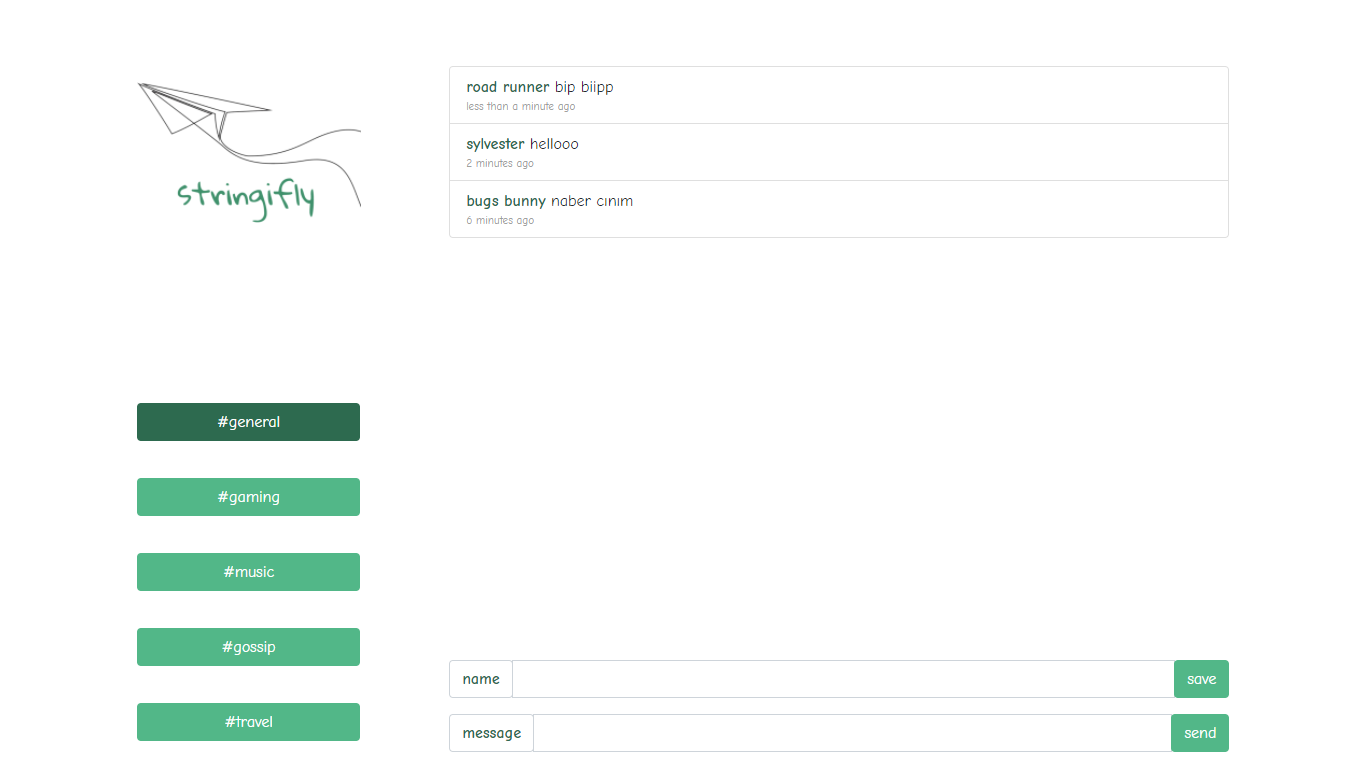 stringifly
#general
#gaming
#music
#gossip
#travel
road runner bip biipp
less than a minute ago
sylvester hellooo
2 minutes ago
bugs bunny naber cınım
6 minutes ago
name
save
message
send